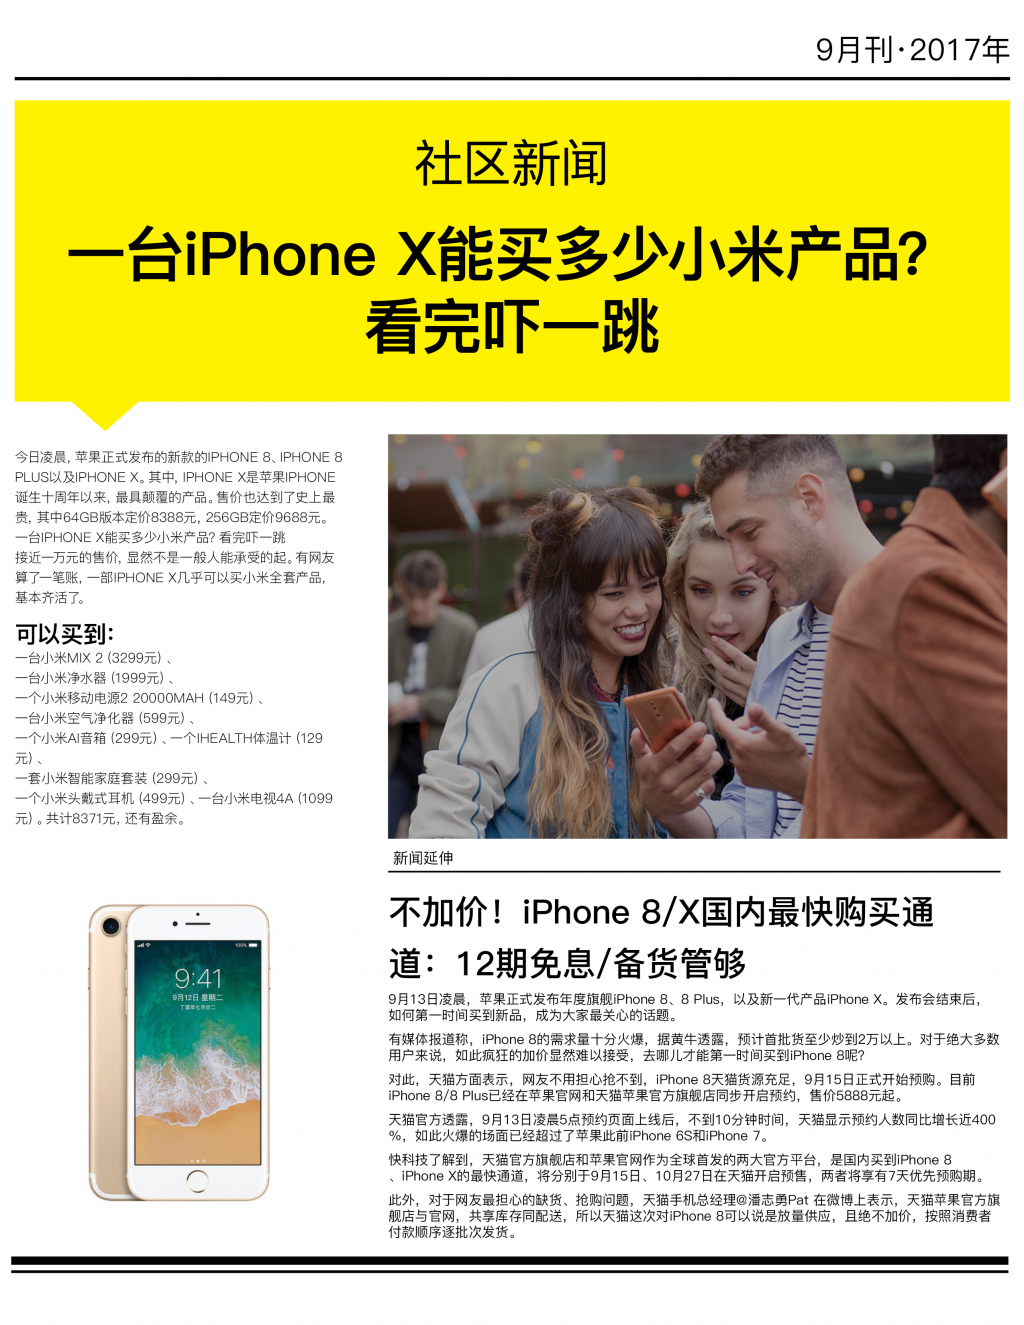 9月刊·2017年
社区新闻
一台iPhone X能买多少小米产品？
看完吓一跳
今日凌晨，苹果正式发布的新款的IPHONE 8、IPHONE 8
PLUS以及IPHONE X。其中，IPHONE X是苹果IPHONE
诞生十周年以来，最具颠覆的产品。售价也达到了史上最
贵，其中64GB版本定价8388元，256GB定价9688元。
一台IPHONE X能买多少小米产品？看完吓一跳
接近一万元的售价，显然不是一般人能承受的起。有网友
算了一笔账，一部IPHONE X几乎可以买小米全套产品，
基本齐活了。
可以买到：
一台小米MIX 2（3299元）、
一台小米净水器（1999元）、
一个小米移动电源2 20000MAH（149元）、
一台小米空气净化器（599元）、
一个小米AI音箱（299元）、一个IHEALTH体温计（129
元）、
一套小米智能家庭套装（299元）、
一个小米头戴式耳机（499元）、一台小米电视4A（1099
元）。共计8371元，还有盈余。
100%
9:41
9月12日 星期二
丁酉年七月廿二
新闻延伸
不加价！iPhone 8/X国内最快购买通
道：12期免息/备货管够
9月13日凌晨，苹果正式发布年度旗舰iPhone 8、8 Plus，以及新一代产品iPhone X。发布会结束后，
如何第一时间买到新品，成为大家最关心的话题。
有媒体报道称，iPhone 8的需求量十分火爆，据黄牛透露，预计首批货至少炒到2万以上。对于绝大多数
用户来说，如此疯狂的加价显然难以接受，去哪儿才能第一时间买到iPhone 8呢？
对此，天猫方面表示，网友不用担心抢不到，iPhone 8天猫货源充足，9月15日正式开始预购。目前
iPhone 8/8 Plus已经在苹果官网和天猫苹果官方旗舰店同步开启预约，售价5888元起。
天猫官方透露，9月13日凌晨5点预约页面上线后，不到10分钟时间，天猫显示预约人数同比增长近400
%，如此火爆的场面已经超过了苹果此前iPhone 6S和iPhone 7。
快科技了解到，天猫官方旗舰店和苹果官网作为全球首发的两大官方平台，是国内买到iPhone 8
、iPhone X的最快通道，将分别于9月15日、10月27日在天猫开启预售，两者将享有7天优先预购期。
此外，对于网友最担心的缺货、抢购问题，天猫手机总经理@潘志勇Pat 在微博上表示，天猫苹果官方旗
舰店与官网，共享库存同配送，所以天猫这次对iPhone 8可以说是放量供应，且绝不加价，按照消费者
付款顺序逐批次发货。